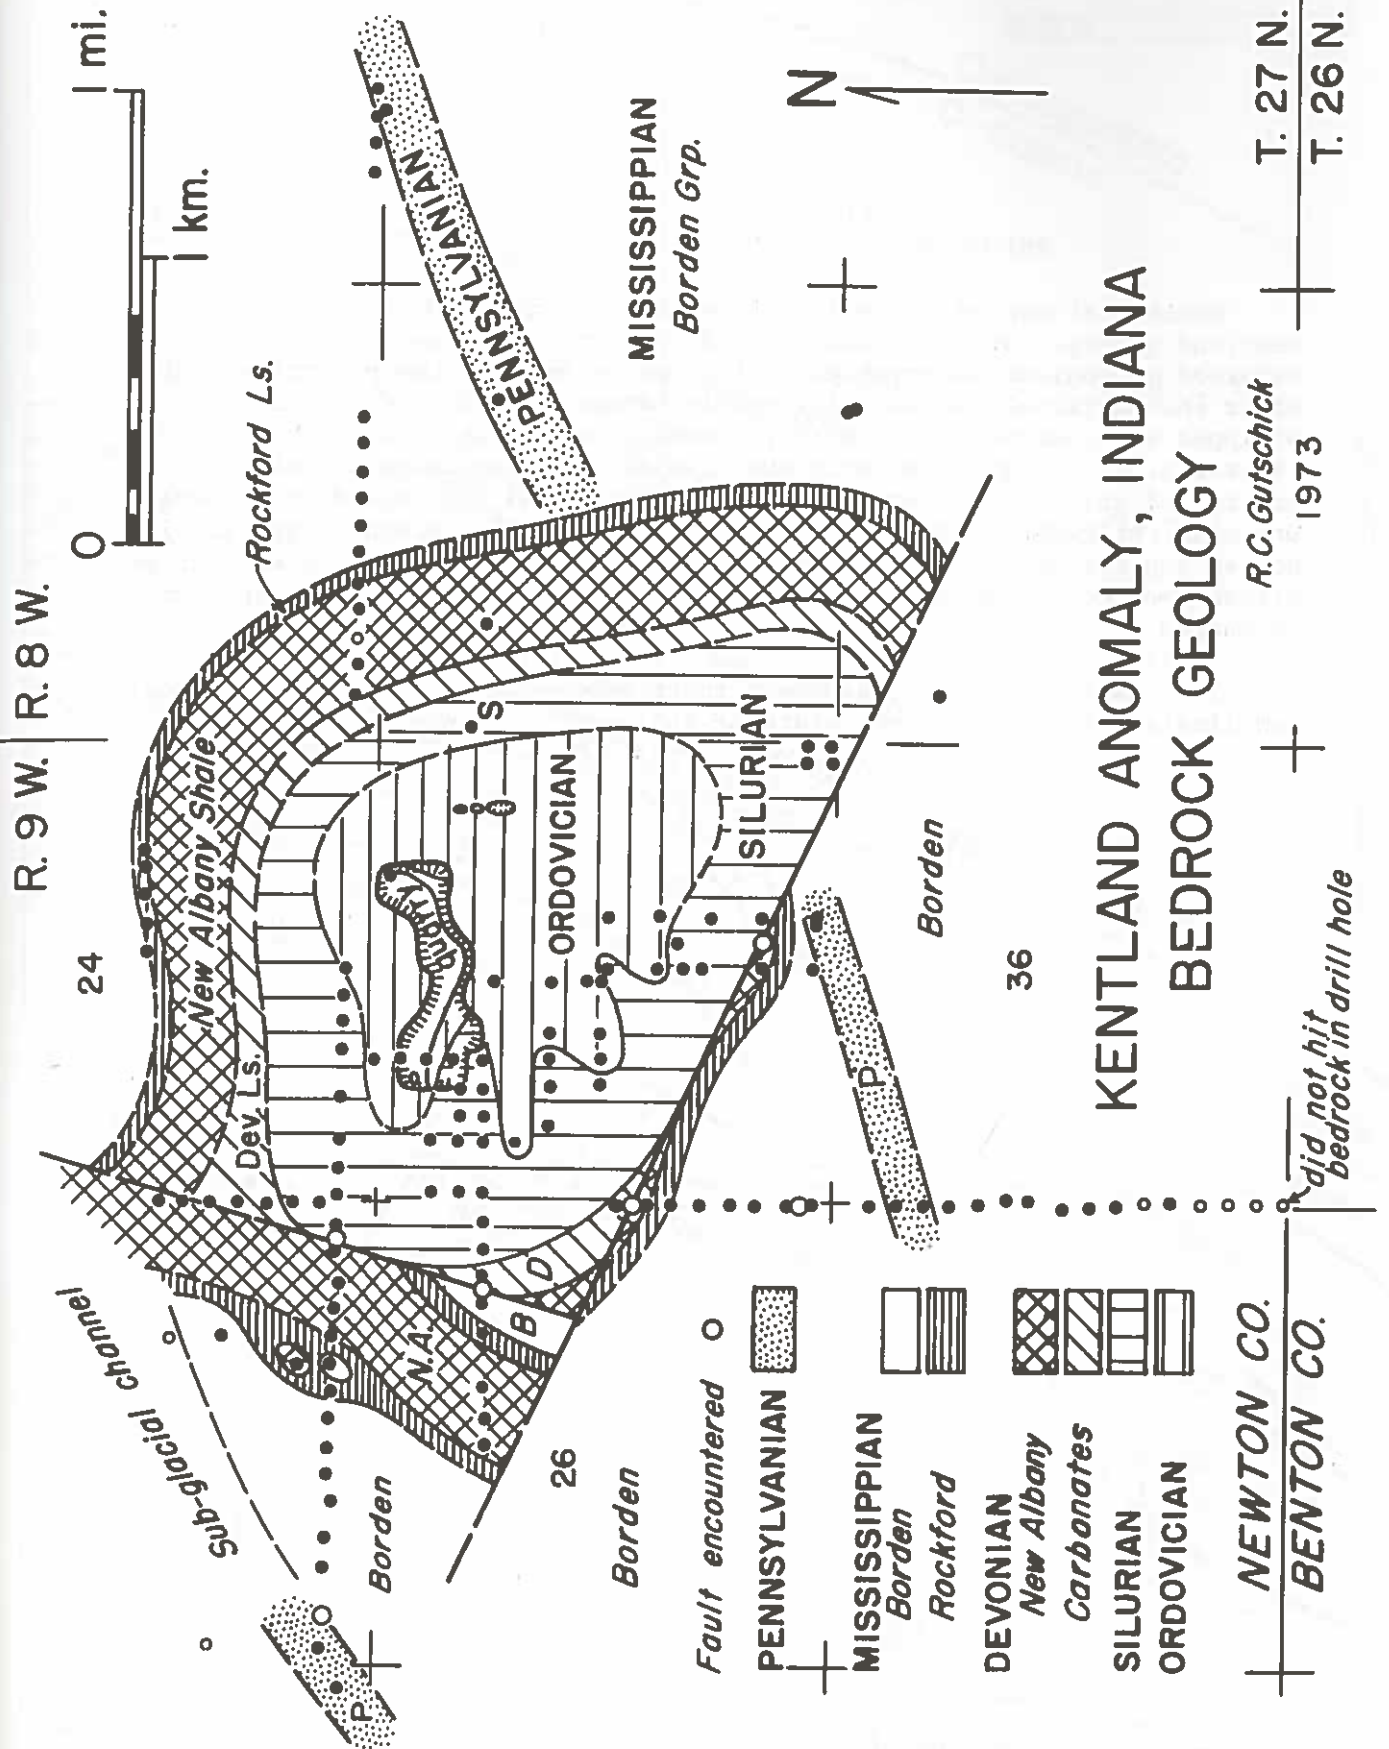 R. 9 W. R. 8 W.
0
1 mi.
1 km.
24
New Albany Shale
Dev. Ls.
Rockford Ls.
Sub-glacial channel
PENNSYLVANIAN
MISSISSIPPIAN
Borden Grp.
N
Quarry
S
ORDOVICIAN
SILURIAN
N.A.
B
D
P
Borden
26
Borden
P
Borden
36
Fault encountered
PENNSYLVANIAN
MISSISSIPPIAN
Borden
Rockford
DEVONIAN
New Albany
Carbonates
SILURIAN
ORDOVICIAN
KENTLAND ANOMALY, INDIANA
BEDROCK GEOLOGY
R.C. Gutschick
1973
NEWTON CO.
BENTON CO.
did not hit
bedrock in drill hole
T. 27 N.
T. 26 N.